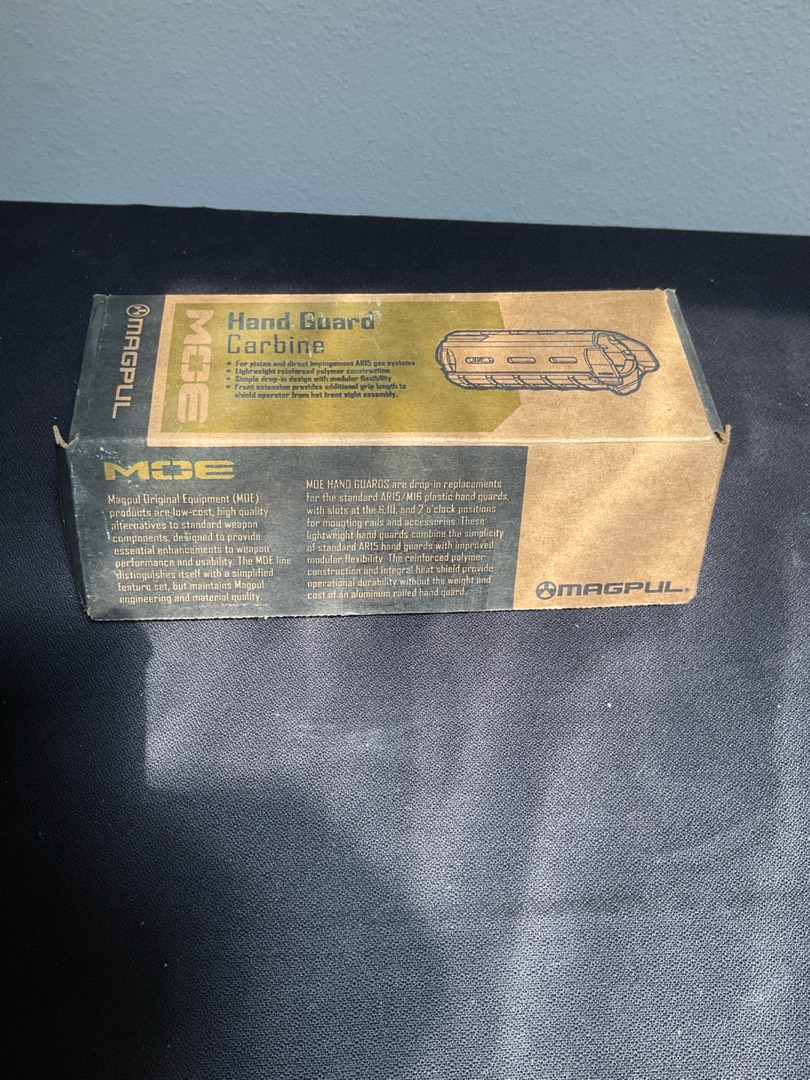 MAGPUL
MOE
Hand Guard
Carbine
• For piston and direct impingement AR15 gas systems
• Lightweight reinforced polymer construction
• Simple drop-in design with modular flexibility
• Front extension provides additional grip length to
shield operator from hot front sight assembly.
MOE
Magpul Original Equipment (MOE)
products are low-cost, high quality
alternatives to standard weapon
components, designed to provide
essential enhancements to weapon
performance and usability. The MOE line
distinguishes itself with a simplified
feature set, but maintains Magpul
engineering and material quality.
MOE HAND GUARDS are drop-in replacements
for the standard AR15/M16 plastic hand guards,
with slots at the 6,10, and 2 o'clock positions
for mounting rails and accessories. These
lightweight hand guards combine the simplicity
of standard AR15 hand guards with improved
modular flexibility. The reinforced polymer
construction and integral heat shield provide
operational durability without the weight and
cost of an aluminum railed hand guard.
MAGPUL®